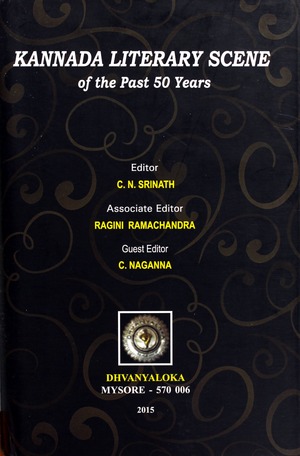 KANNADA LITERARY SCENE
of the Past 50 Years
Editor
C. N. SRINATH
Associate Editor
RAGINI RAMACHANDRA
Guest Editor
C. NAGANNA
DHVANYALOKA
MYSORE - 570 006
2015